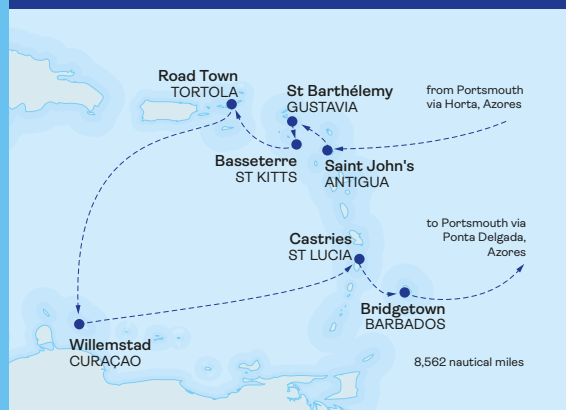 Road Town
TORTOLA
St Barthélemy
GUSTAVIA
from Portsmouth
via Horta, Azores
Basseterre
ST KITTS
Saint John's
ANTIGUA
to Portsmouth via
Ponta Delgada,
Azores
Castries
ST LUCIA
Bridgetown
BARBADOS
Willemstad
CURAÇAO
8,562 nautical miles